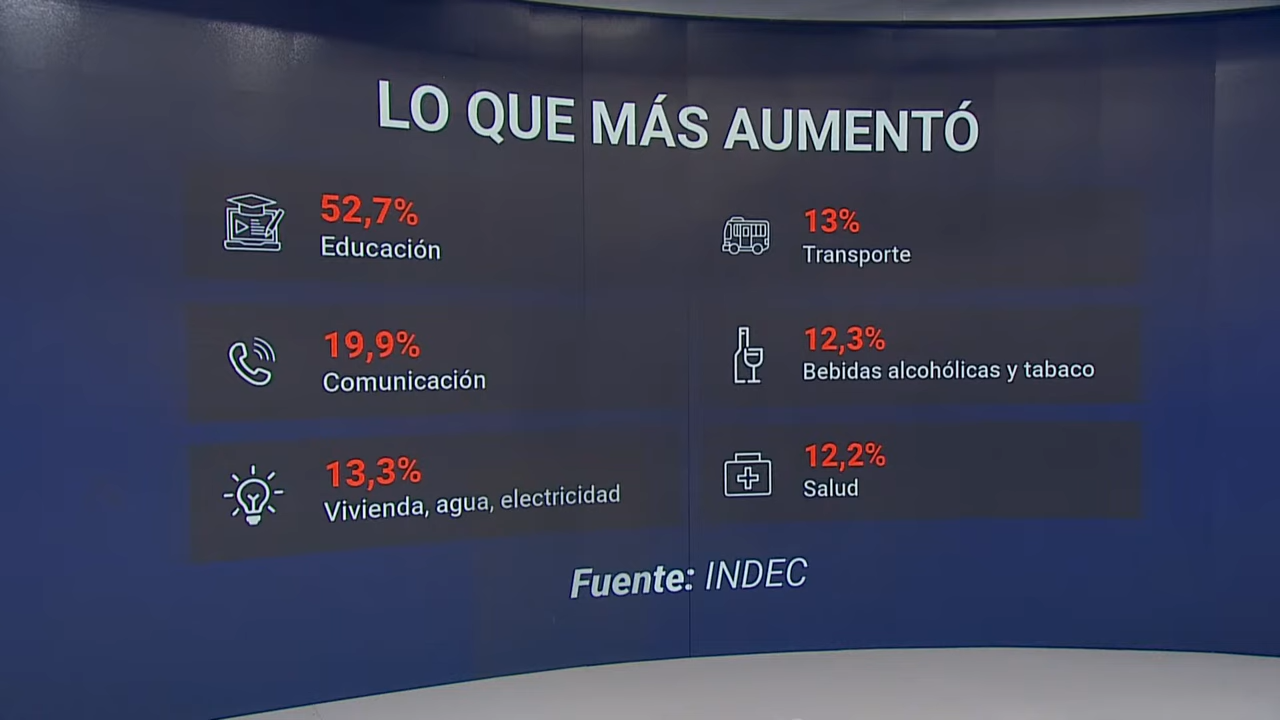 LO QUE MÁS AUMENTÓ
52,7%
Educación
19,9%
Comunicación
13,3%
Vivienda, agua, electricidad
13%
Transporte
12,3%
Bebidas alcohólicas y tabaco
12,2%
Salud
Fuente: INDEC